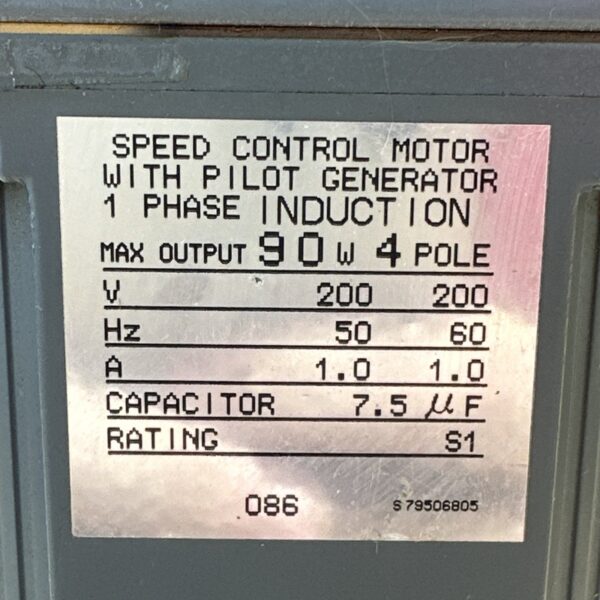 SPEED CONTROL MOTOR
WITH PILOT GENERATOR
1 PHASE INDUCTION
MAX OUTPUT 90 W 4 POLE
V 200 200
Hz 50 60
A 1.0 1.0
CAPACITOR 7.5 μF
RATING S1
086 S79506805